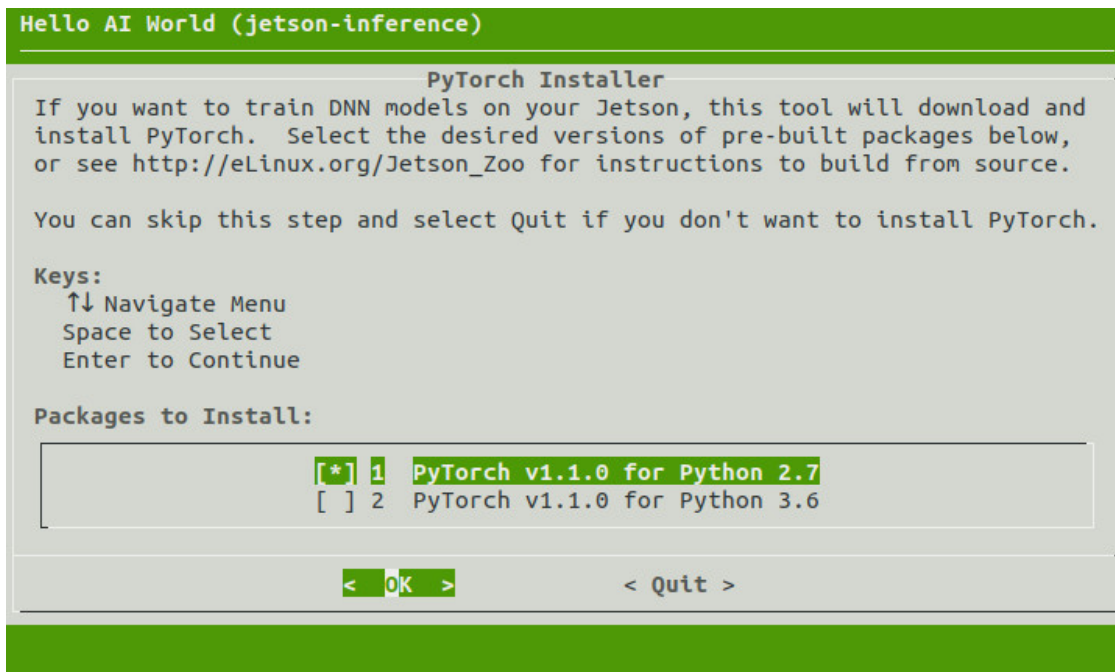 Hello AI World (jetson-inference)
PyTorch Installer
If you want to train DNN models on your Jetson, this tool will download and
install PyTorch.  Select the desired versions of pre-built packages below,
or see http://eLinux.org/Jetson_Zoo for instructions to build from source.
You can skip this step and select Quit if you don't want to install PyTorch.
Keys:
↑↓ Navigate Menu
Space to Select
Enter to Continue
Packages to Install:
[*] 1  PyTorch v1.1.0 for Python 2.7
[ ] 2  PyTorch v1.1.0 for Python 3.6
<  OK  > < Quit >